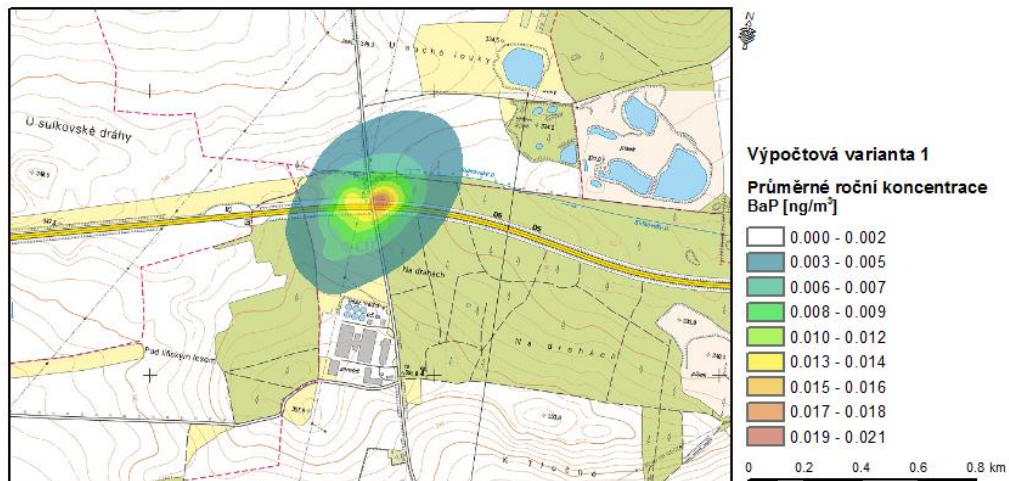 N
U suché louky
U sulkovské dráhy
Výpočtová varianta 1
Průměrné roční koncentrace
BaP [ng/m³]
0.000 - 0.002
0.003 - 0.005
0.006 - 0.007
0.008 - 0.009
0.010 - 0.012
0.013 - 0.014
0.015 - 0.016
0.017 - 0.018
0.019 - 0.021
D5
D5
Na drahách
Na drahách
Pod líňským lesem
K Tlučné
0 0.2 0.4 0.6 0.8 km